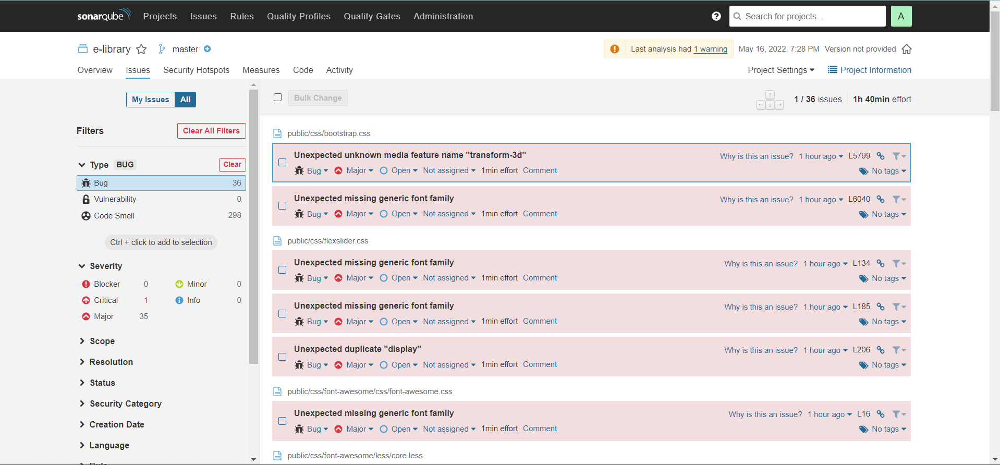 sonarqube Projects Issues Rules Quality Profiles Quality Gates Administration ? Search for projects... A
e-library master Last analysis had 1 warning May 16, 2022, 7:28 PM Version not provided
Overview Issues Security Hotspots Measures Code Activity Project Settings Project Information
My Issues All
Bulk Change
1 / 36 issues 1h 40min effort
Filters Clear All Filters
Type BUG Clear
Bug 36
Vulnerability 0
Code Smell 298
Ctrl + click to add to selection
Severity
Blocker 0 Minor 0
Critical 1 Info 0
Major 35
Scope
Resolution
Status
Security Category
Creation Date
Language
public/css/bootstrap.css
Unexpected unknown media feature name "transform-3d" Why is this an issue? 1 hour ago L5799
Bug Major Open Not assigned 1min effort Comment No tags
Unexpected missing generic font family Why is this an issue? 1 hour ago L6040
Bug Major Open Not assigned 1min effort Comment No tags
public/css/flexslider.css
Unexpected missing generic font family Why is this an issue? 1 hour ago L134
Bug Major Open Not assigned 1min effort Comment No tags
Unexpected missing generic font family Why is this an issue? 1 hour ago L185
Bug Major Open Not assigned 1min effort Comment No tags
Unexpected duplicate "display" Why is this an issue? 1 hour ago L206
Bug Major Open Not assigned 1min effort Comment No tags
public/css/font-awesome/css/font-awesome.css
Unexpected missing generic font family Why is this an issue? 1 hour ago L16
Bug Major Open Not assigned 1min effort Comment No tags
public/css/font-awesome/less/core.less